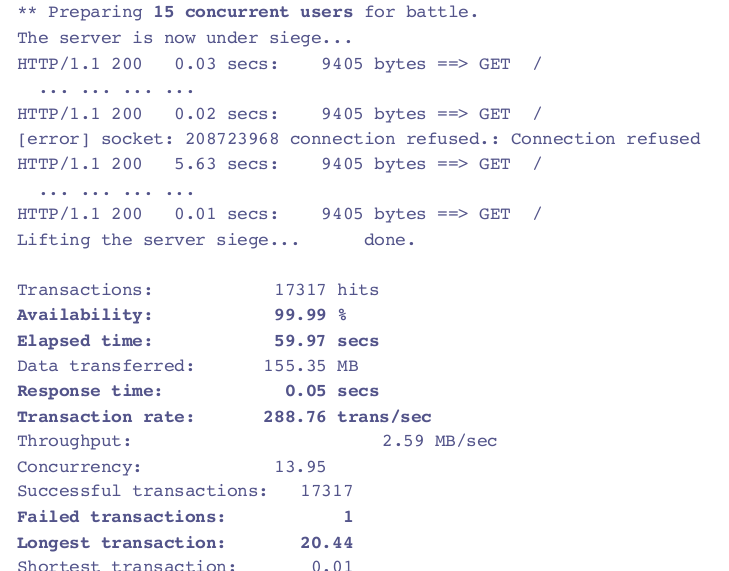 ** Preparing 15 concurrent users for battle.
The server is now under siege...
HTTP/1.1 200   0.03 secs:    9405 bytes ==> GET  /
  ... ... ... ...
HTTP/1.1 200   0.02 secs:    9405 bytes ==> GET  /
[error] socket: 208723968 connection refused.: Connection refused
HTTP/1.1 200   5.63 secs:    9405 bytes ==> GET  /
  ... ... ... ...
HTTP/1.1 200   0.01 secs:    9405 bytes ==> GET  /
Lifting the server siege...      done.

Transactions:            17317 hits
Availability:            99.99 %
Elapsed time:            59.97 secs
Data transferred:       155.35 MB
Response time:            0.05 secs
Transaction rate:       288.76 trans/sec
Throughput:                        2.59 MB/sec
Concurrency:             13.95
Successful transactions:   17317
Failed transactions:           1
Longest transaction:       20.44
Shortest transaction:       0.01